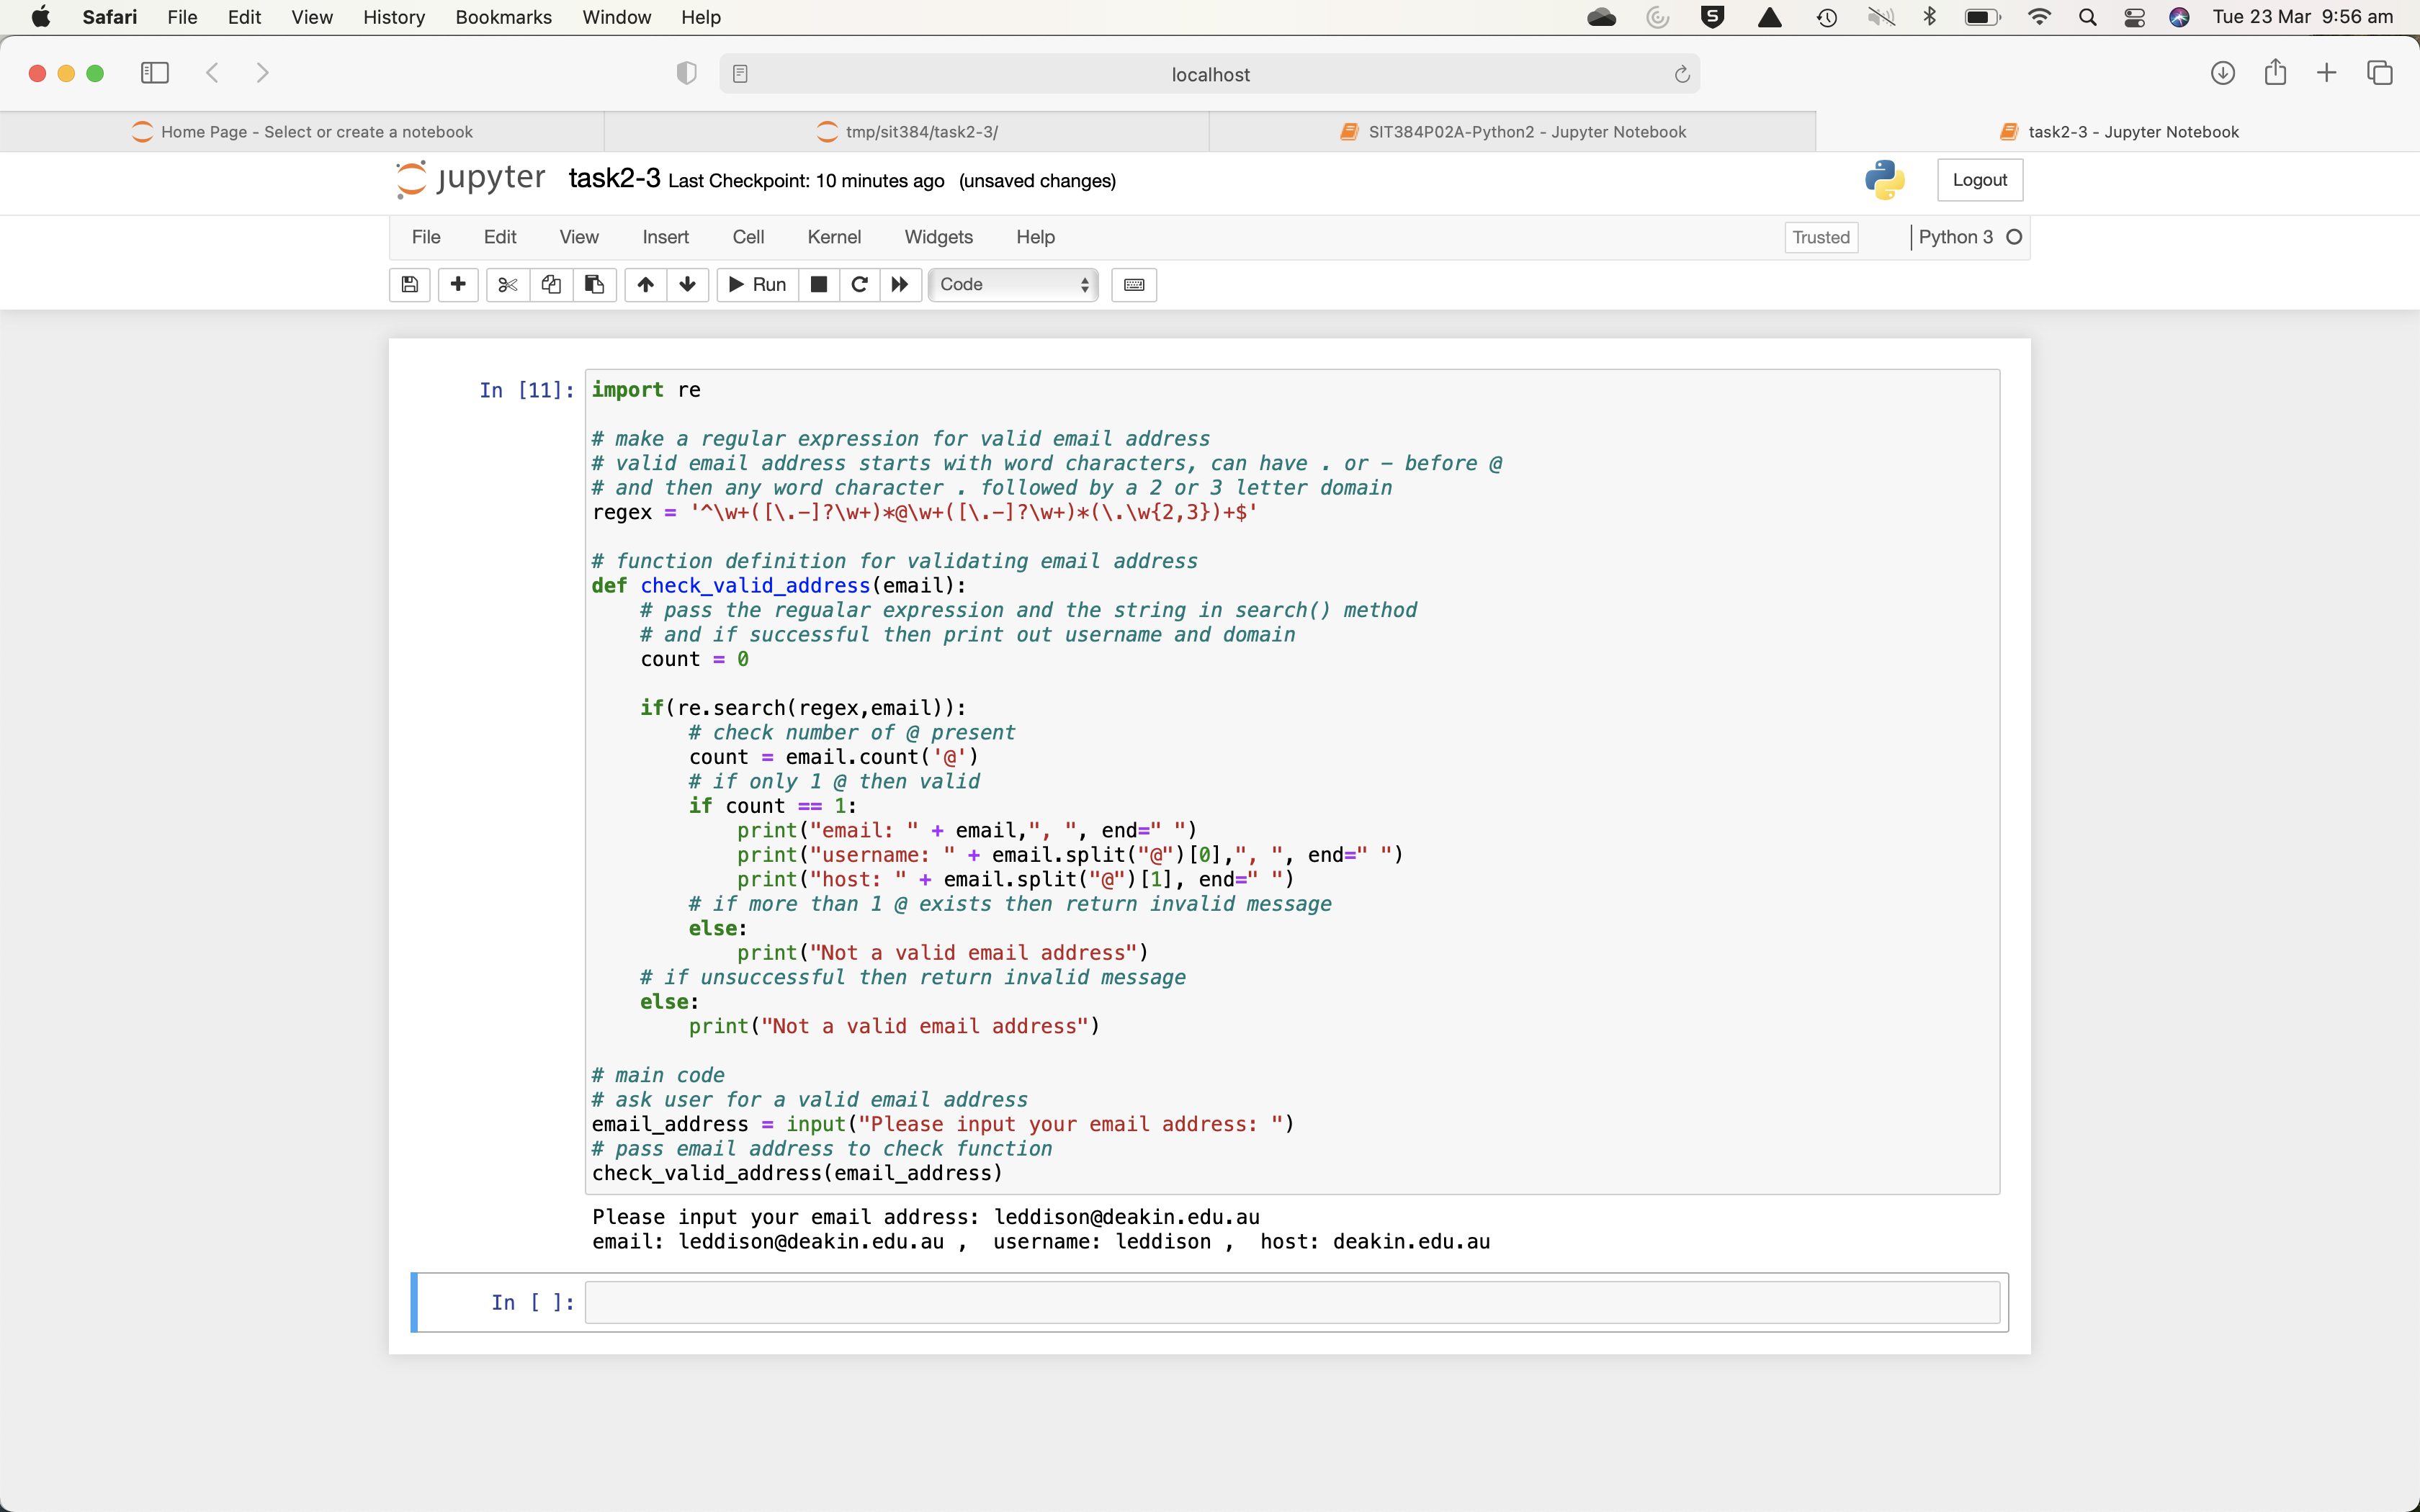 Safari File Edit View History Bookmarks Window Help Tue 23 Mar 9:56 am
localhost
Home Page - Select or create a notebook tmp/sit384/task2-3/ SIT384P02A-Python2 - Jupyter Notebook task2-3 - Jupyter Notebook
jupyter task2-3 Last Checkpoint: 10 minutes ago (unsaved changes) Logout
File Edit View Insert Cell Kernel Widgets Help Trusted Python 3
Run Code
In [11]: import re
# make a regular expression for valid email address
# valid email address starts with word characters, can have . or - before @
# and then any word character . followed by a 2 or 3 letter domain
regex = '^\w+([\.-]?\w+)*@\w+([\.-]?\w+)*(\.\w{2,3})+$'
# function definition for validating email address
def check_valid_address(email):
    # pass the regualar expression and the string in search() method
    # and if successful then print out username and domain
    count = 0
    if(re.search(regex,email)):
        # check number of @ present
        count = email.count('@')
        # if only 1 @ then valid
        if count == 1:
            print("email: " + email,", ", end=" ")
            print("username: " + email.split("@")[0],", ", end=" ")
            print("host: " + email.split("@")[1], end=" ")
        # if more than 1 @ exists then return invalid message
        else:
            print("Not a valid email address")
    # if unsuccessful then return invalid message
    else:
        print("Not a valid email address")
# main code
# ask user for a valid email address
email_address = input("Please input your email address: ")
# pass email address to check function
check_valid_address(email_address)
Please input your email address: leddison@deakin.edu.au
email: leddison@deakin.edu.au ,  username: leddison ,  host: deakin.edu.au
In [ ]: